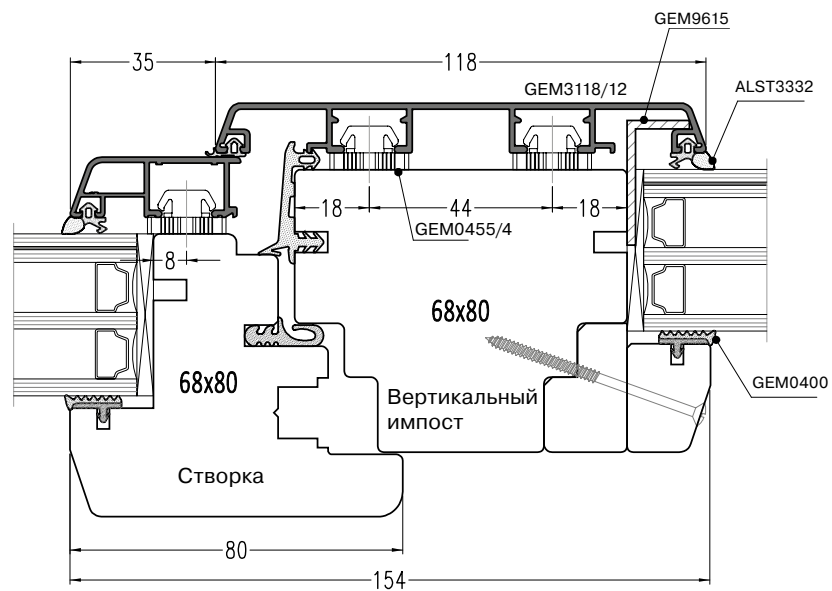 GEM9615
35
118
GEM3118/12
ALST3332
18
44
18
GEM0455/4
8
68x80
68x80
GEM0400
Вертикальный
импост
Створка
80
154